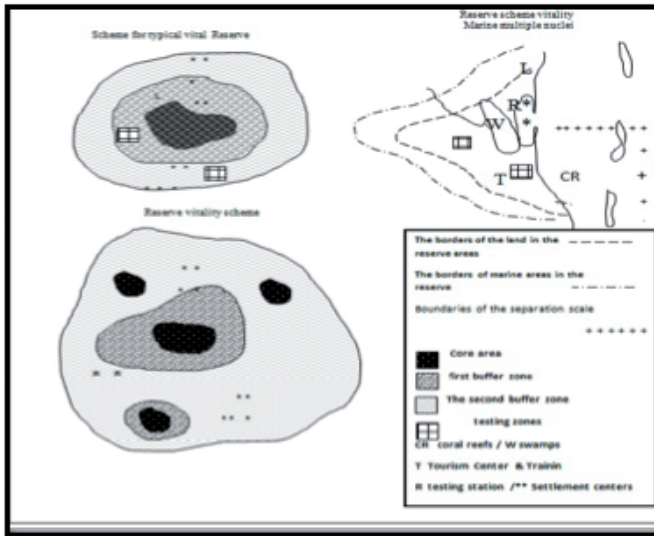 Scheme for typical vital Reserve
Reserve scheme vitality
Marine multiple nuclei
L
R
W
T
CR
Reserve vitality scheme
The borders of the land in the
reserve areas
The borders of marine areas in the
reserve
Boundaries of the separation scale
Core area
first buffer zone
The second buffer zone
testing zones
CR coral reefs / W swamps
T Tourism Center & Trainin
R testing station /** Settlement centers